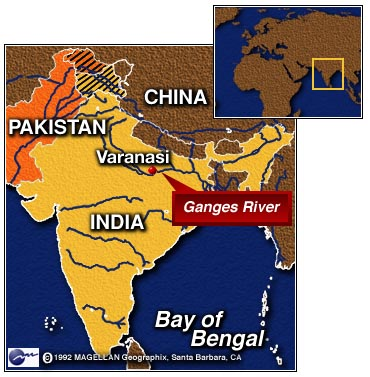 CHINA
PAKISTAN
Varanasi
Ganges River
INDIA
Bay of
Bengal
1992 MAGELLAN Geographix, Santa Barbara, CA